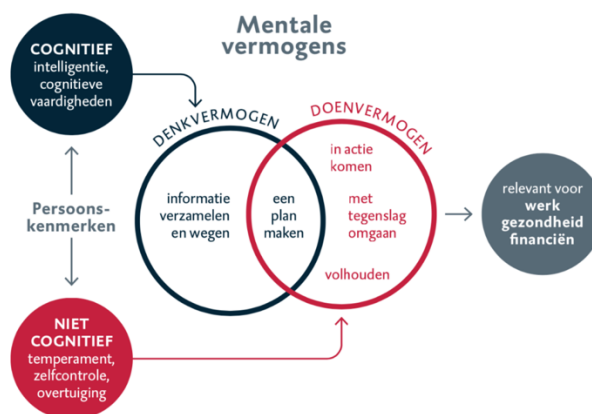 Mentale
vermogens
COGNITIEF
intelligentie,
cognitieve
vaardigheden
Persoons-
kenmerken
NIET
COGNITIEF
temperament,
zelfcontrole,
overtuiging
DENKVERMOGEN
informatie
verzamelen
en wegen
een
plan
maken
DOENVERMOGEN
in actie
komen
met
tegenslag
omgaan
volhouden
relevant voor
werk
gezondheid
financiën